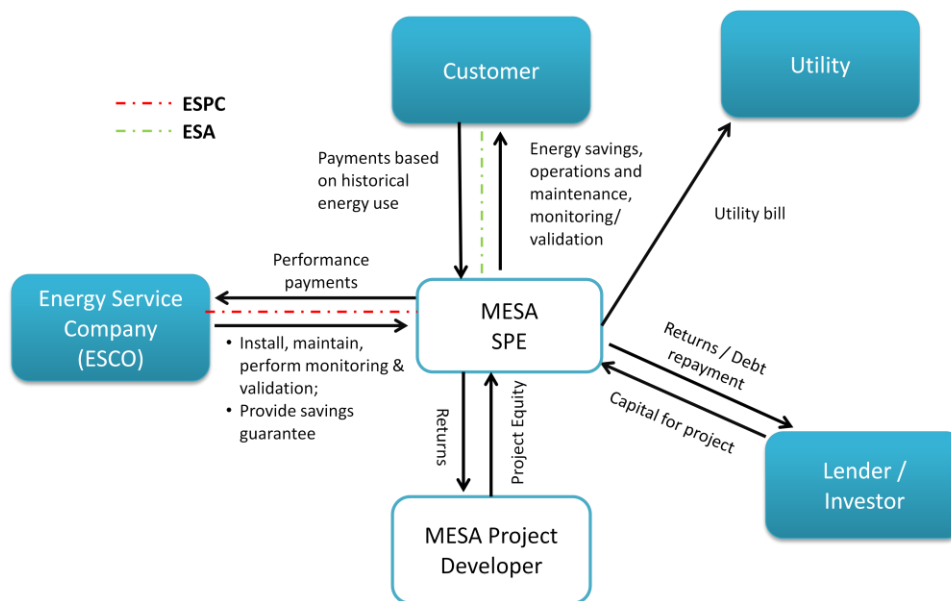 Customer
Utility
ESPC
ESA
Payments based
on historical
energy use
Energy savings,
operations and
maintenance,
monitoring/
validation
Utility bill
Performance
payments
Energy Service
Company
(ESCO)
MESA
SPE
• Install, maintain,
perform monitoring &
validation;
• Provide savings
guarantee
Returns / Debt
repayment
Capital for project
Returns
Project Equity
Lender /
Investor
MESA Project
Developer